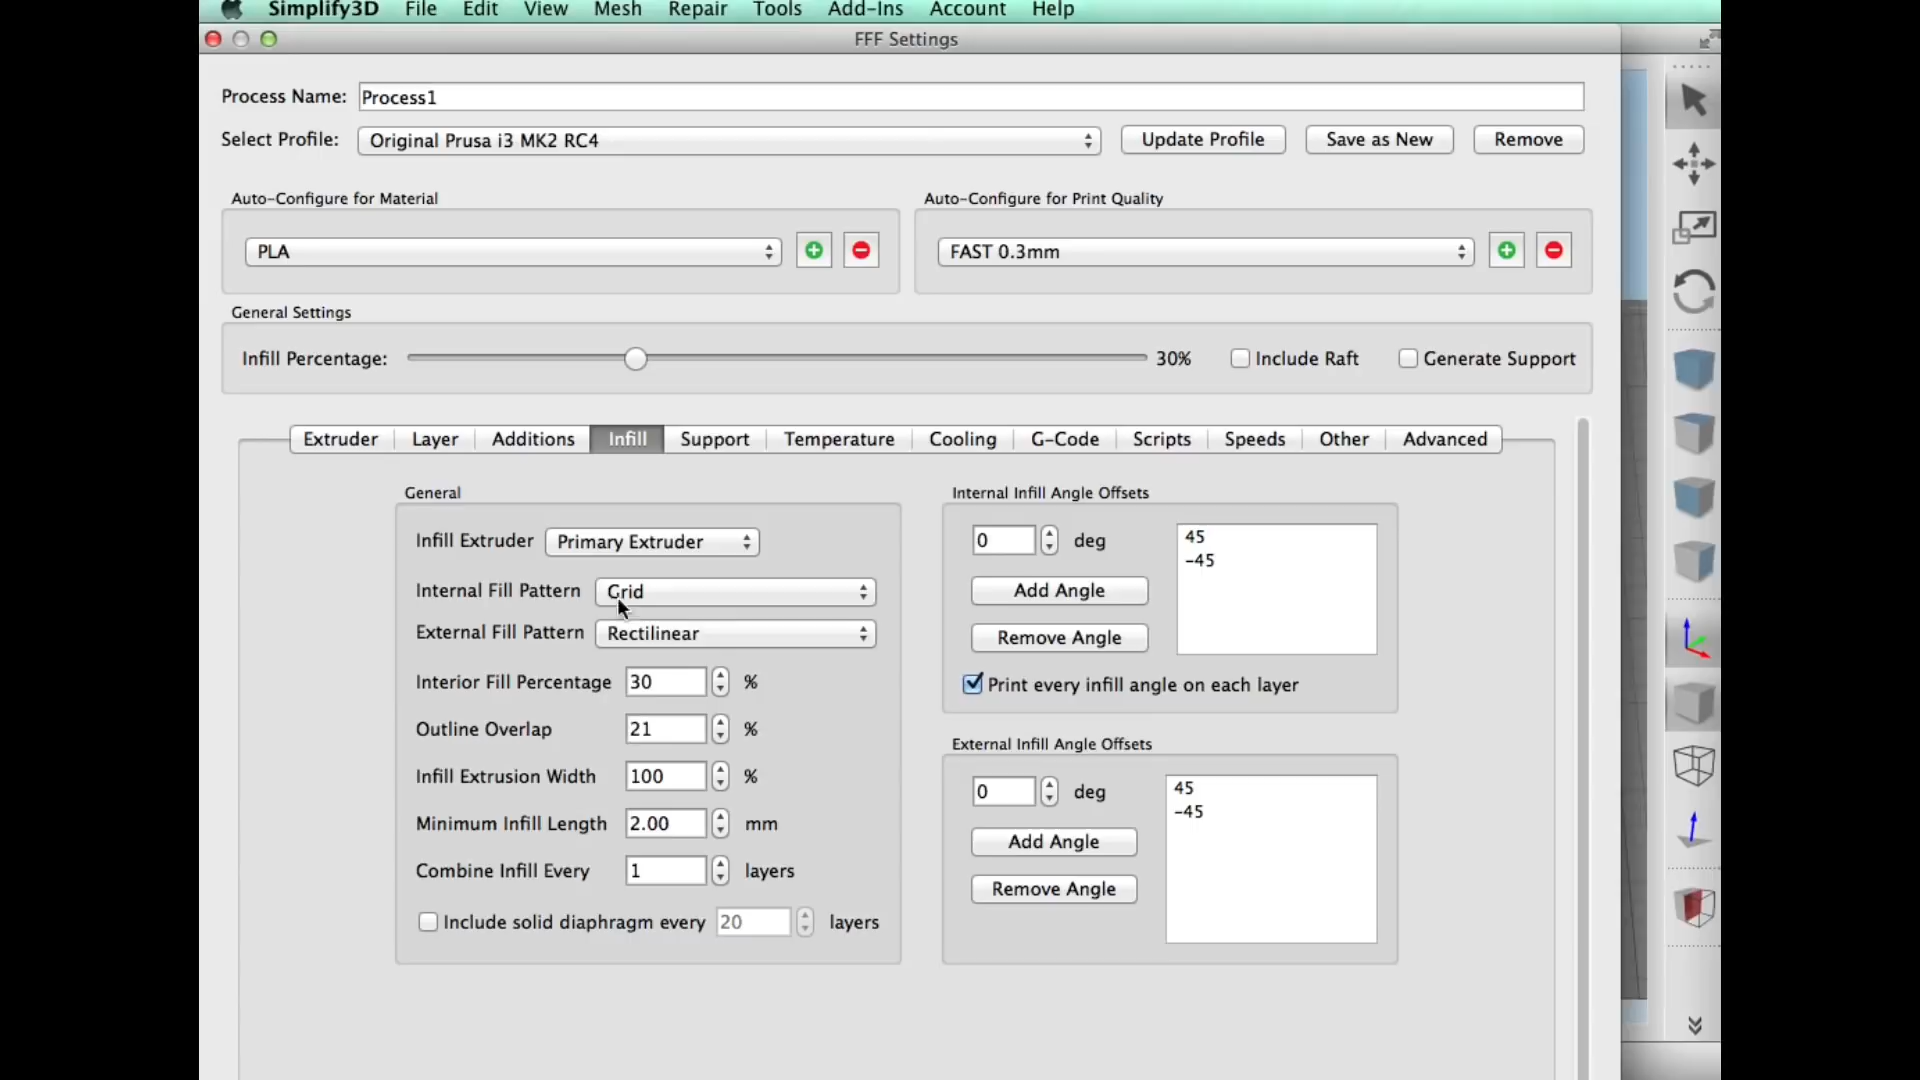 Simplify3D File Edit View Mesh Repair Tools Add-Ins Account Help
FFF Settings
Process Name: Process1
Select Profile: Original Prusa i3 MK2 RC4 Update Profile Save as New Remove
Auto-Configure for Material
PLA
Auto-Configure for Print Quality
FAST 0.3mm
General Settings
Infill Percentage: 30% Include Raft Generate Support
Extruder Layer Additions Infill Support Temperature Cooling G-Code Scripts Speeds Other Advanced
General
Infill Extruder Primary Extruder
Internal Fill Pattern Grid
External Fill Pattern Rectilinear
Interior Fill Percentage 30 %
Outline Overlap 21 %
Infill Extrusion Width 100 %
Minimum Infill Length 2.00 mm
Combine Infill Every 1 layers
Include solid diaphragm every 20 layers
Internal Infill Angle Offsets
0 deg
Add Angle
Remove Angle
45
-45
Print every infill angle on each layer
External Infill Angle Offsets
0 deg
Add Angle
Remove Angle
45
-45